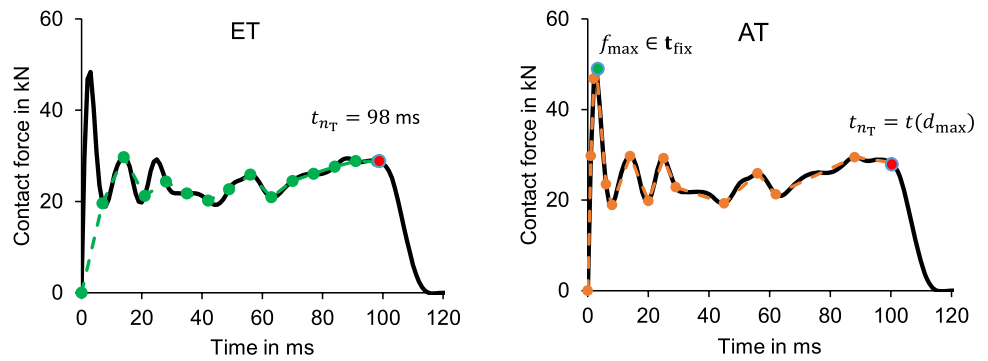 ET
Contact force in kN
60
40
20
0
t_{n_T} = 98 ms
0 20 40 60 80 100 120
Time in ms
AT
Contact force in kN
60
40
20
0
f_max ∈ t_fix
t_{n_T} = t(d_max)
0 20 40 60 80 100 120
Time in ms